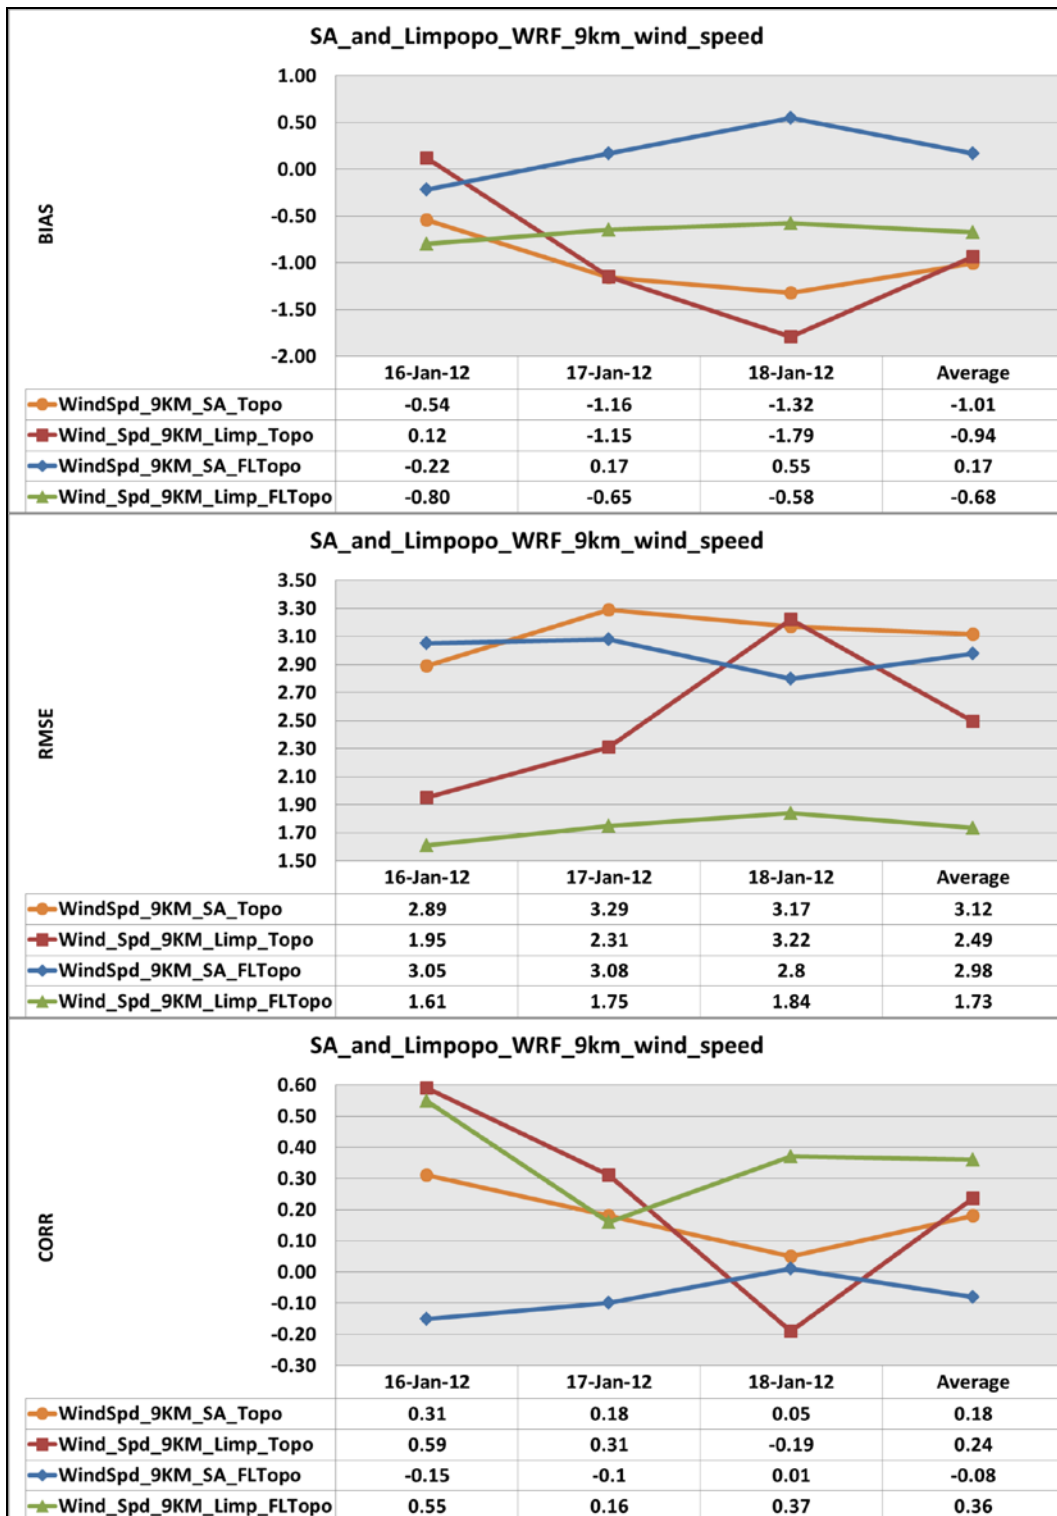 SA_and_Limpopo_WRF_9km_wind_speed
BIAS
1.00
0.50
0.00
-0.50
-1.00
-1.50
-2.00
16-Jan-12 17-Jan-12 18-Jan-12 Average
WindSpd_9KM_SA_Topo -0.54 -1.16 -1.32 -1.01
Wind_Spd_9KM_Limp_Topo 0.12 -1.15 -1.79 -0.94
WindSpd_9KM_SA_FLTopo -0.22 0.17 0.55 0.17
Wind_Spd_9KM_Limp_FLTopo -0.80 -0.65 -0.58 -0.68
SA_and_Limpopo_WRF_9km_wind_speed
RMSE
3.50
3.30
3.10
2.90
2.70
2.50
2.30
2.10
1.90
1.70
1.50
16-Jan-12 17-Jan-12 18-Jan-12 Average
WindSpd_9KM_SA_Topo 2.89 3.29 3.17 3.12
Wind_Spd_9KM_Limp_Topo 1.95 2.31 3.22 2.49
WindSpd_9KM_SA_FLTopo 3.05 3.08 2.8 2.98
Wind_Spd_9KM_Limp_FLTopo 1.61 1.75 1.84 1.73
SA_and_Limpopo_WRF_9km_wind_speed
CORR
0.60
0.50
0.40
0.30
0.20
0.10
0.00
-0.10
-0.20
-0.30
16-Jan-12 17-Jan-12 18-Jan-12 Average
WindSpd_9KM_SA_Topo 0.31 0.18 0.05 0.18
Wind_Spd_9KM_Limp_Topo 0.59 0.31 -0.19 0.24
WindSpd_9KM_SA_FLTopo -0.15 -0.1 0.01 -0.08
Wind_Spd_9KM_Limp_FLTopo 0.55 0.16 0.37 0.36